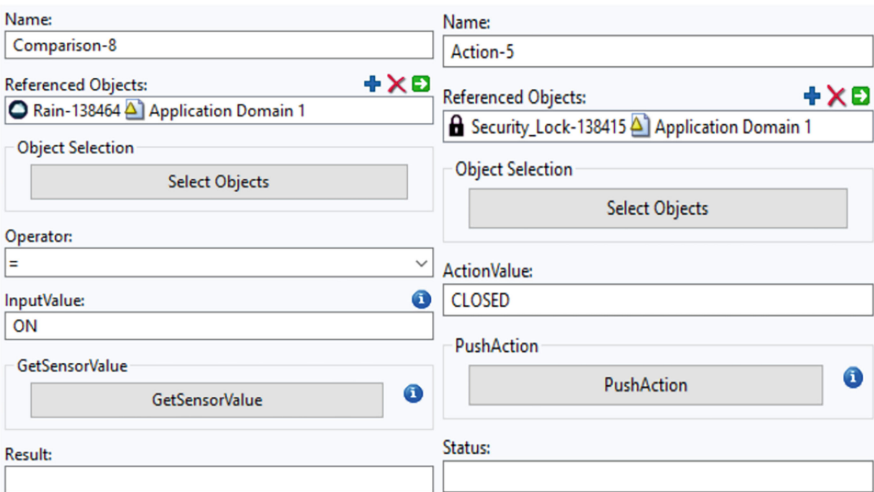 Name:
Comparison-8
Referenced Objects:
Rain-138464 Application Domain 1
Object Selection
Select Objects
Operator:
=
InputValue:
ON
GetSensorValue
GetSensorValue
Result:
Name:
Action-5
Referenced Objects:
Security_Lock-138415 Application Domain 1
Object Selection
Select Objects
ActionValue:
CLOSED
PushAction
PushAction
Status: